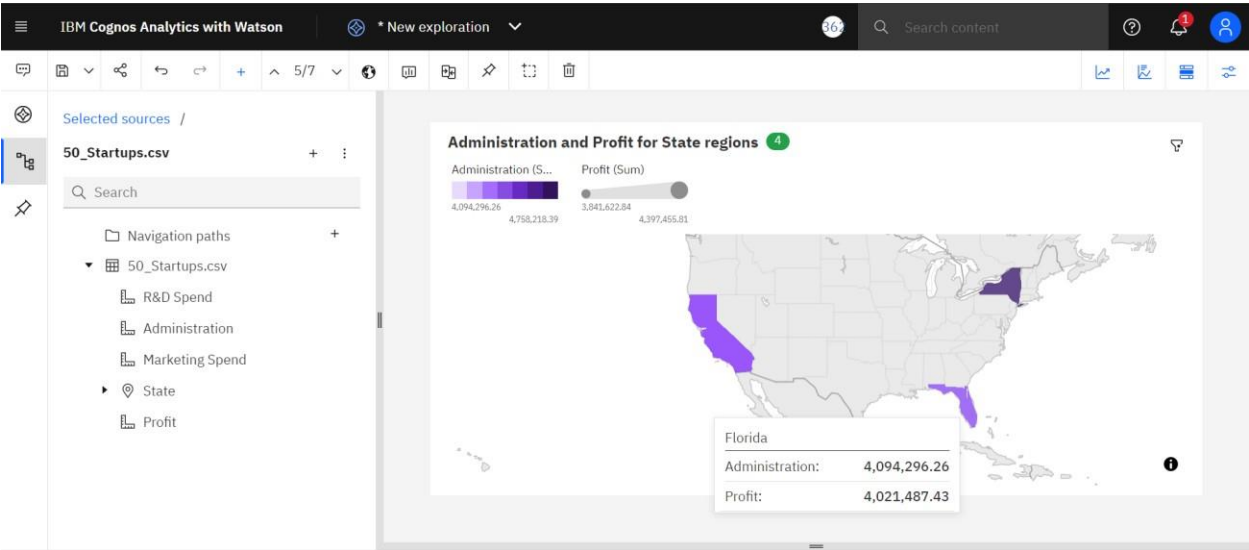 IBM Cognos Analytics with Watson
* New exploration
362
Search content
1
5/7
Selected sources /
50_Startups.csv
Search
Navigation paths
50_Startups.csv
R&D Spend
Administration
Marketing Spend
State
Profit
Administration and Profit for State regions 4
Administration (S...
Profit (Sum)
4,094,296.26
4,758,218.39
3,841,622.84
4,397,455.81
Florida
Administration: 4,094,296.26
Profit: 4,021,487.43